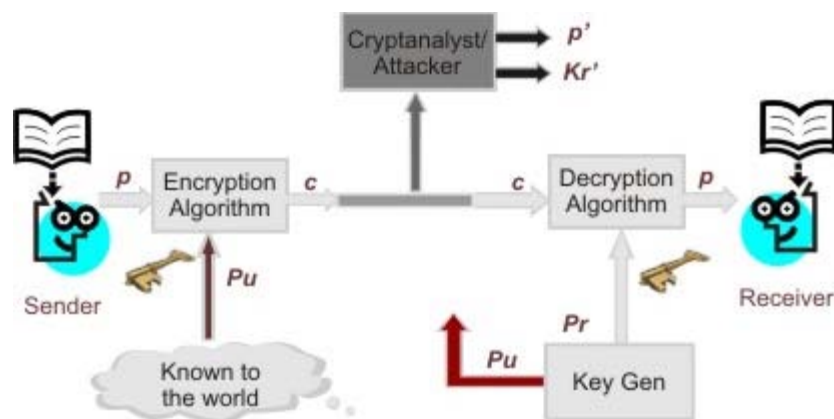 Cryptanalyst/
Attacker
p’
Kr’
p
Encryption
Algorithm
c
c
Decryption
Algorithm
p
Sender
Pu
Receiver
Pr
Known to
the world
Pu
Key Gen